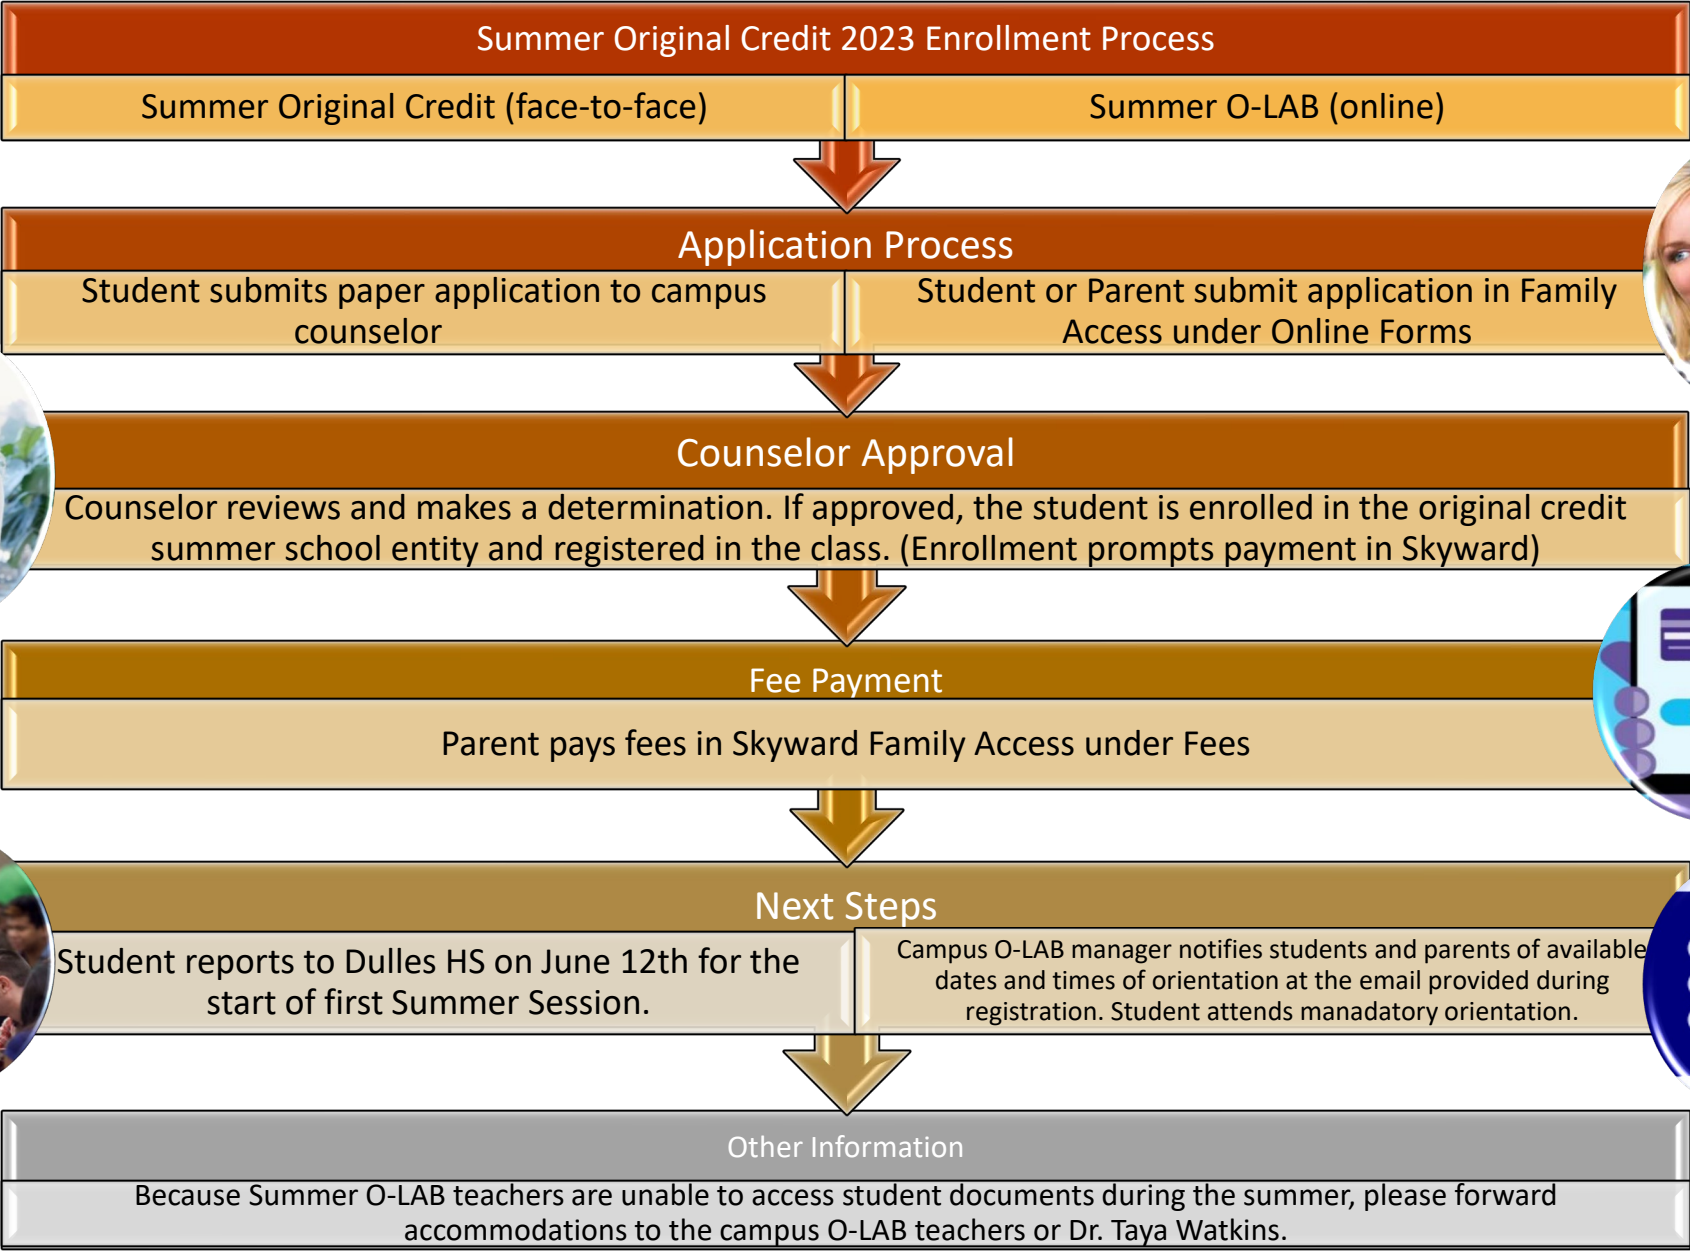 Summer Original Credit 2023 Enrollment Process
Summer Original Credit (face-to-face)
Summer O-LAB (online)
Application Process
Student submits paper application to campus
counselor
Student or Parent submit application in Family
Access under Online Forms
Counselor Approval
Counselor reviews and makes a determination. If approved, the student is enrolled in the original credit
summer school entity and registered in the class. (Enrollment prompts payment in Skyward)
Fee Payment
Parent pays fees in Skyward Family Access under Fees
Next Steps
Student reports to Dulles HS on June 12th for the
start of first Summer Session.
Campus O-LAB manager notifies students and parents of available
dates and times of orientation at the email provided during
registration. Student attends manadatory orientation.
Other Information
Because Summer O-LAB teachers are unable to access student documents during the summer, please forward
accommodations to the campus O-LAB teachers or Dr. Taya Watkins.